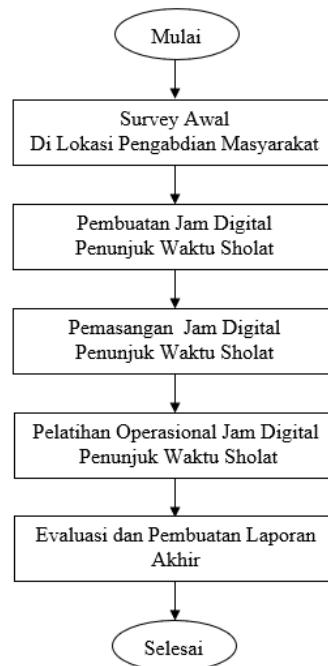 Mulai
Survey Awal
Di Lokasi Pengabdian Masyarakat
Pembuatan Jam Digital
Penunjuk Waktu Sholat
Pemasangan Jam Digital
Penunjuk Waktu Sholat
Pelatihan Operasional Jam Digital
Penunjuk Waktu Sholat
Evaluasi dan Pembuatan Laporan
Akhir
Selesai